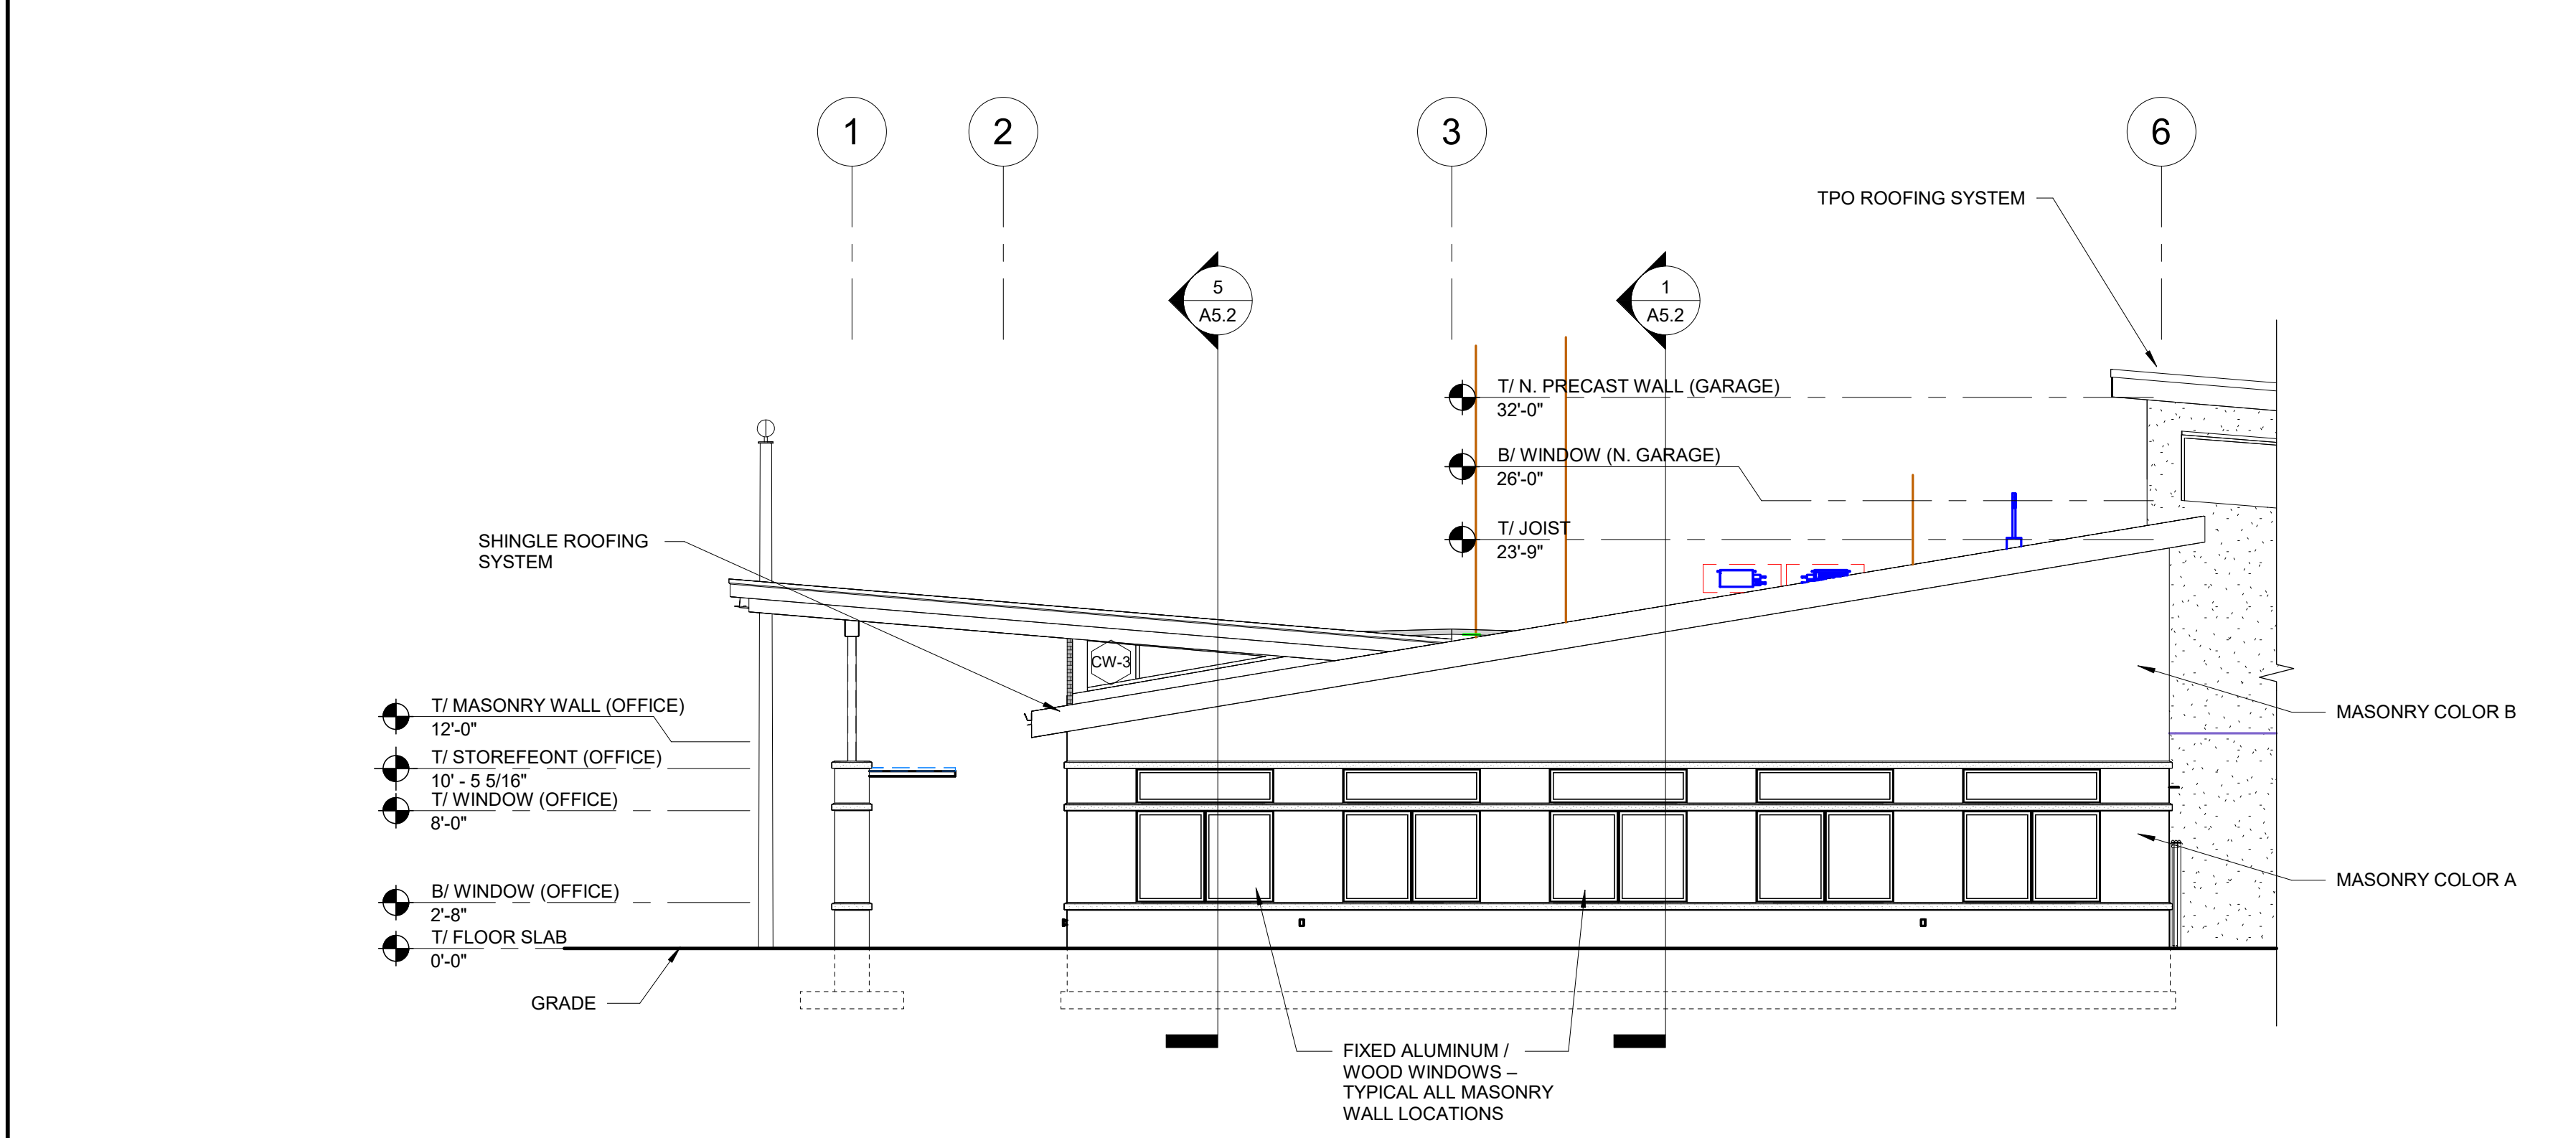 1
2
3
6
TPO ROOFING SYSTEM
5
A5.2
1
A5.2
T/ N. PRECAST WALL (GARAGE)
32'-0"
B/ WINDOW (N. GARAGE)
26'-0"
T/ JOIST
23'-9"
SHINGLE ROOFING
SYSTEM
CW-3
T/ MASONRY WALL (OFFICE)
12'-0"
T/ STOREFEONT (OFFICE)
10' - 5 5/16"
T/ WINDOW (OFFICE)
8'-0"
B/ WINDOW (OFFICE)
2'-8"
T/ FLOOR SLAB
0'-0"
GRADE
MASONRY COLOR B
MASONRY COLOR A
FIXED ALUMINUM /
WOOD WINDOWS –
TYPICAL ALL MASONRY
WALL LOCATIONS